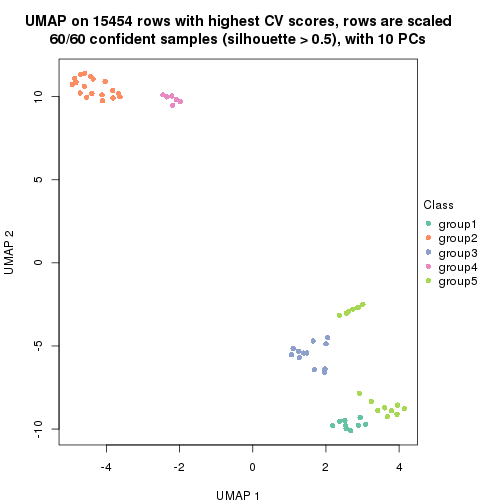 UMAP on 15454 rows with highest CV scores, rows are scaled
60/60 confident samples (silhouette > 0.5), with 10 PCs
10
5
0
-5
-10
UMAP 2
-4
-2
0
2
4
UMAP 1
Class
group1
group2
group3
group4
group5